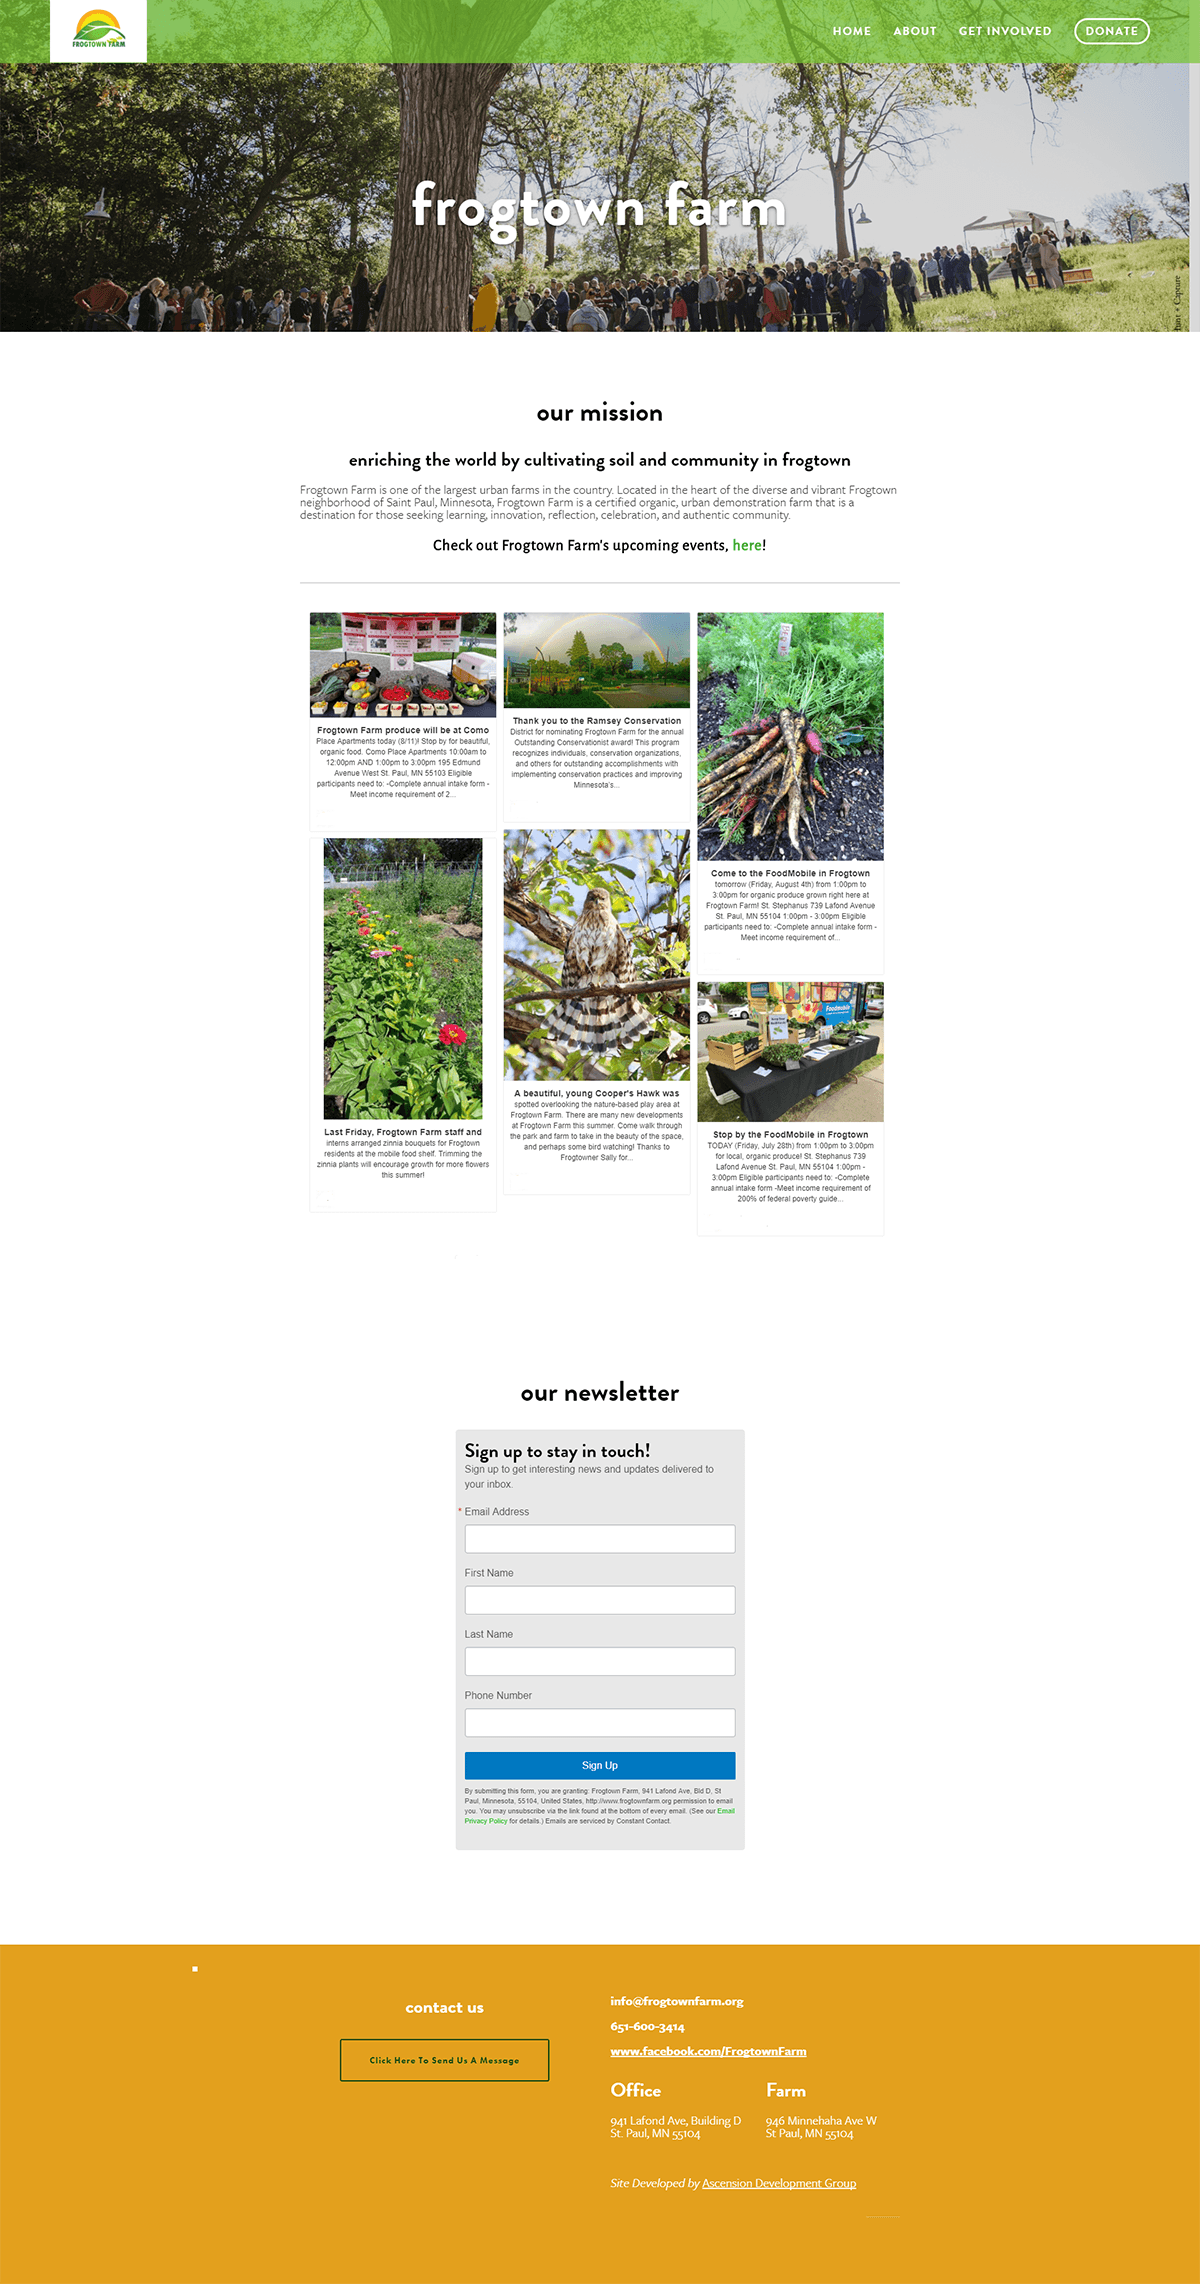 FROGTOWN FARM
HOME ABOUT GET INVOLVED DONATE
frogtown farm
our mission
enriching the world by cultivating soil and community in frogtown
Frogtown Farm is one of the largest urban farms in the country. Located in the heart of the diverse and vibrant Frogtown
neighborhood of Saint Paul, Minnesota, Frogtown Farm is a certified organic, urban demonstration farm that is a
destination for those seeking learning, innovation, reflection, celebration, and authentic community.
Check out Frogtown Farm's upcoming events, here!
Frogtown Farm produce will be at Como
Place Apartments today (8/11)! Stop by for beautiful,
organic food. Como Place Apartments 10:00am to
12:00pm AND 1:00pm to 3:00pm 195 Edmund
Avenue West St. Paul, MN 55103 Eligible
participants need to: -Complete annual intake form -
Meet income requirement of 2...
Thank you to the Ramsey Conservation
District for nominating Frogtown Farm for the annual
Outstanding Conservationist award! This program
recognizes individuals, conservation organizations,
and others for outstanding accomplishments with
implementing conservation practices and improving
Minnesota's...
Come to the FoodMobile in Frogtown
tomorrow (Friday, August 4th) from 1:00pm to
3:00pm for organic produce grown right here at
Frogtown Farm! St. Stephanus 739 Lafond Avenue
St. Paul, MN 55104 1:00pm - 3:00pm Eligible
participants need to: -Complete annual intake form -
Meet income requirement of...
Last Friday, Frogtown Farm staff and
interns arranged zinnia bouquets for Frogtown
residents at the mobile food shelf. Trimming the
zinnia plants will encourage growth for more flowers
this summer!
A beautiful, young Cooper's Hawk was
spotted overlooking the nature-based play area at
Frogtown Farm. There are many new developments
at Frogtown Farm this summer. Come walk through
the park and farm to take in the beauty of the space,
and perhaps some bird watching! Thanks to
Frogtowner Sally for...
Foodmobile
Stop by the FoodMobile in Frogtown
TODAY (Friday, July 28th) from 1:00pm to 3:00pm
for local, organic produce! St. Stephanus 739
Lafond Avenue St. Paul, MN 55104 1:00pm -
3:00pm Eligible participants need to: -Complete
annual intake form -Meet income requirement of
200% of federal poverty guide...
our newsletter
Sign up to stay in touch!
Sign up to get interesting news and updates delivered to
your inbox.
* Email Address
First Name
Last Name
Phone Number
Sign Up
By submitting this form, you are granting: Frogtown Farm, 941 Lafond Ave, Bld D, St
Paul, Minnesota, 55104, United States, http://www.frogtownfarm.org permission to email
you. You may unsubscribe via the link found at the bottom of every email. (See our Email
Privacy Policy for details.) Emails are serviced by Constant Contact.
contact us
Click Here To Send Us A Message
info@frogtownfarm.org
651-600-3414
www.facebook.com/FrogtownFarm
Office
941 Lafond Ave, Building D
St. Paul, MN 55104
Farm
946 Minnehaha Ave W
St Paul, MN 55104
Site Developed by Ascension Development Group